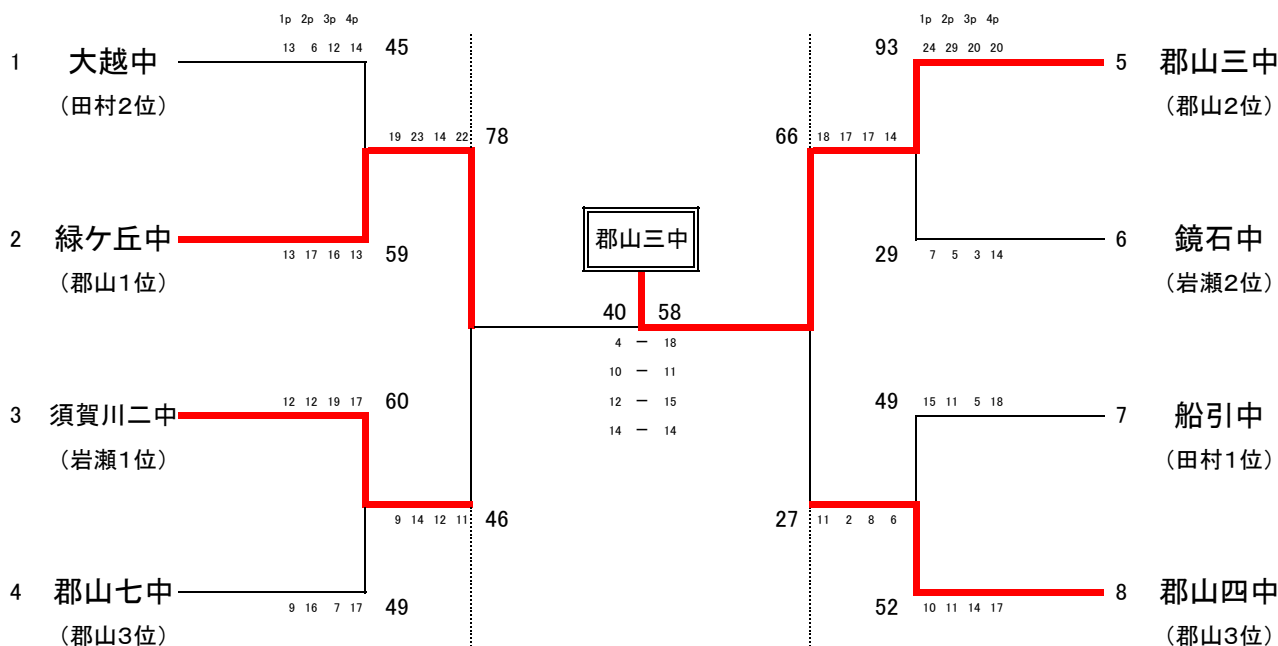 1p 2p 3p 4p
13 6 12 14 45
1 大越中
（田村2位）
19 23 14 22 78
2 緑ケ丘中
（郡山1位）
13 17 16 13 59
12 12 19 17 60
3 須賀川二中
（岩瀬1位）
9 14 12 11 46
4 郡山七中
（郡山3位）
9 16 7 17 49
郡山三中
40 58
4 － 18
10 － 11
12 － 15
14 － 14
1p 2p 3p 4p
93 24 29 20 20
5 郡山三中
（郡山2位）
66 18 17 17 14
6 鏡石中
（岩瀬2位）
29 7 5 3 14
49 15 11 5 18
7 船引中
（田村1位）
27 11 2 8 6
8 郡山四中
（郡山3位）
52 10 11 14 17